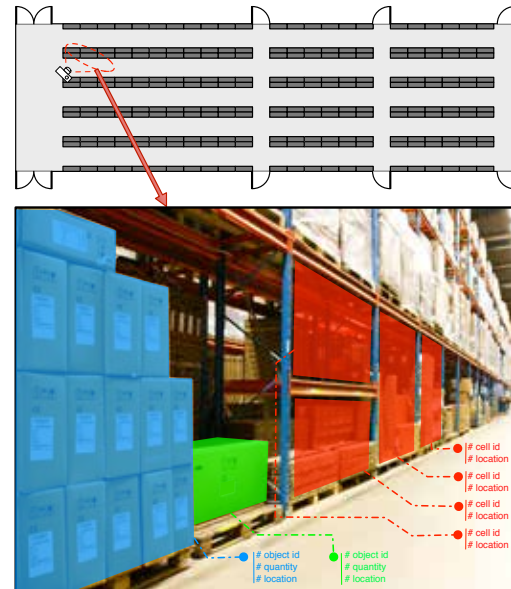 # cell id
# location
# cell id
# location
# cell id
# location
# cell id
# location
# object id
# quantity
# location
# object id
# quantity
# location